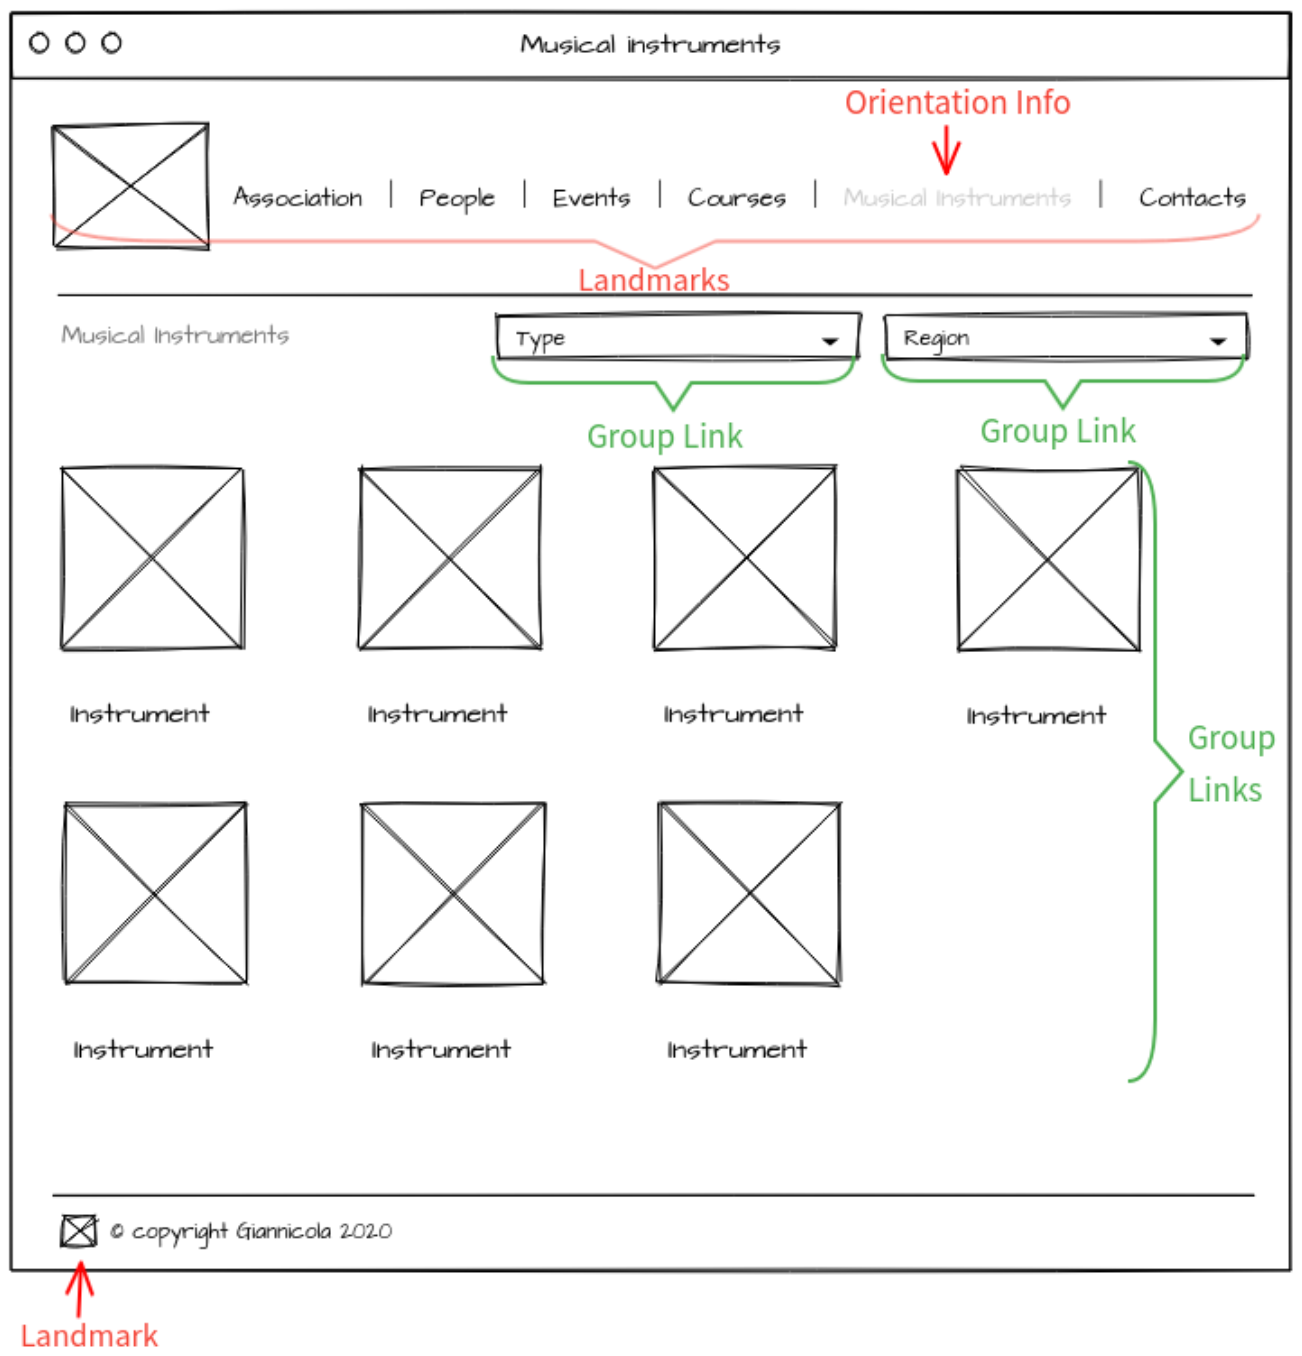 Musical instruments
Orientation Info
Association | People | Events | Courses | Musical Instruments | Contacts
Landmarks
Musical Instruments
Type
Region
Group Link
Group Link
Instrument
Instrument
Instrument
Instrument
Group
Links
Instrument
Instrument
Instrument
© copyright Giannicola 2020
Landmark